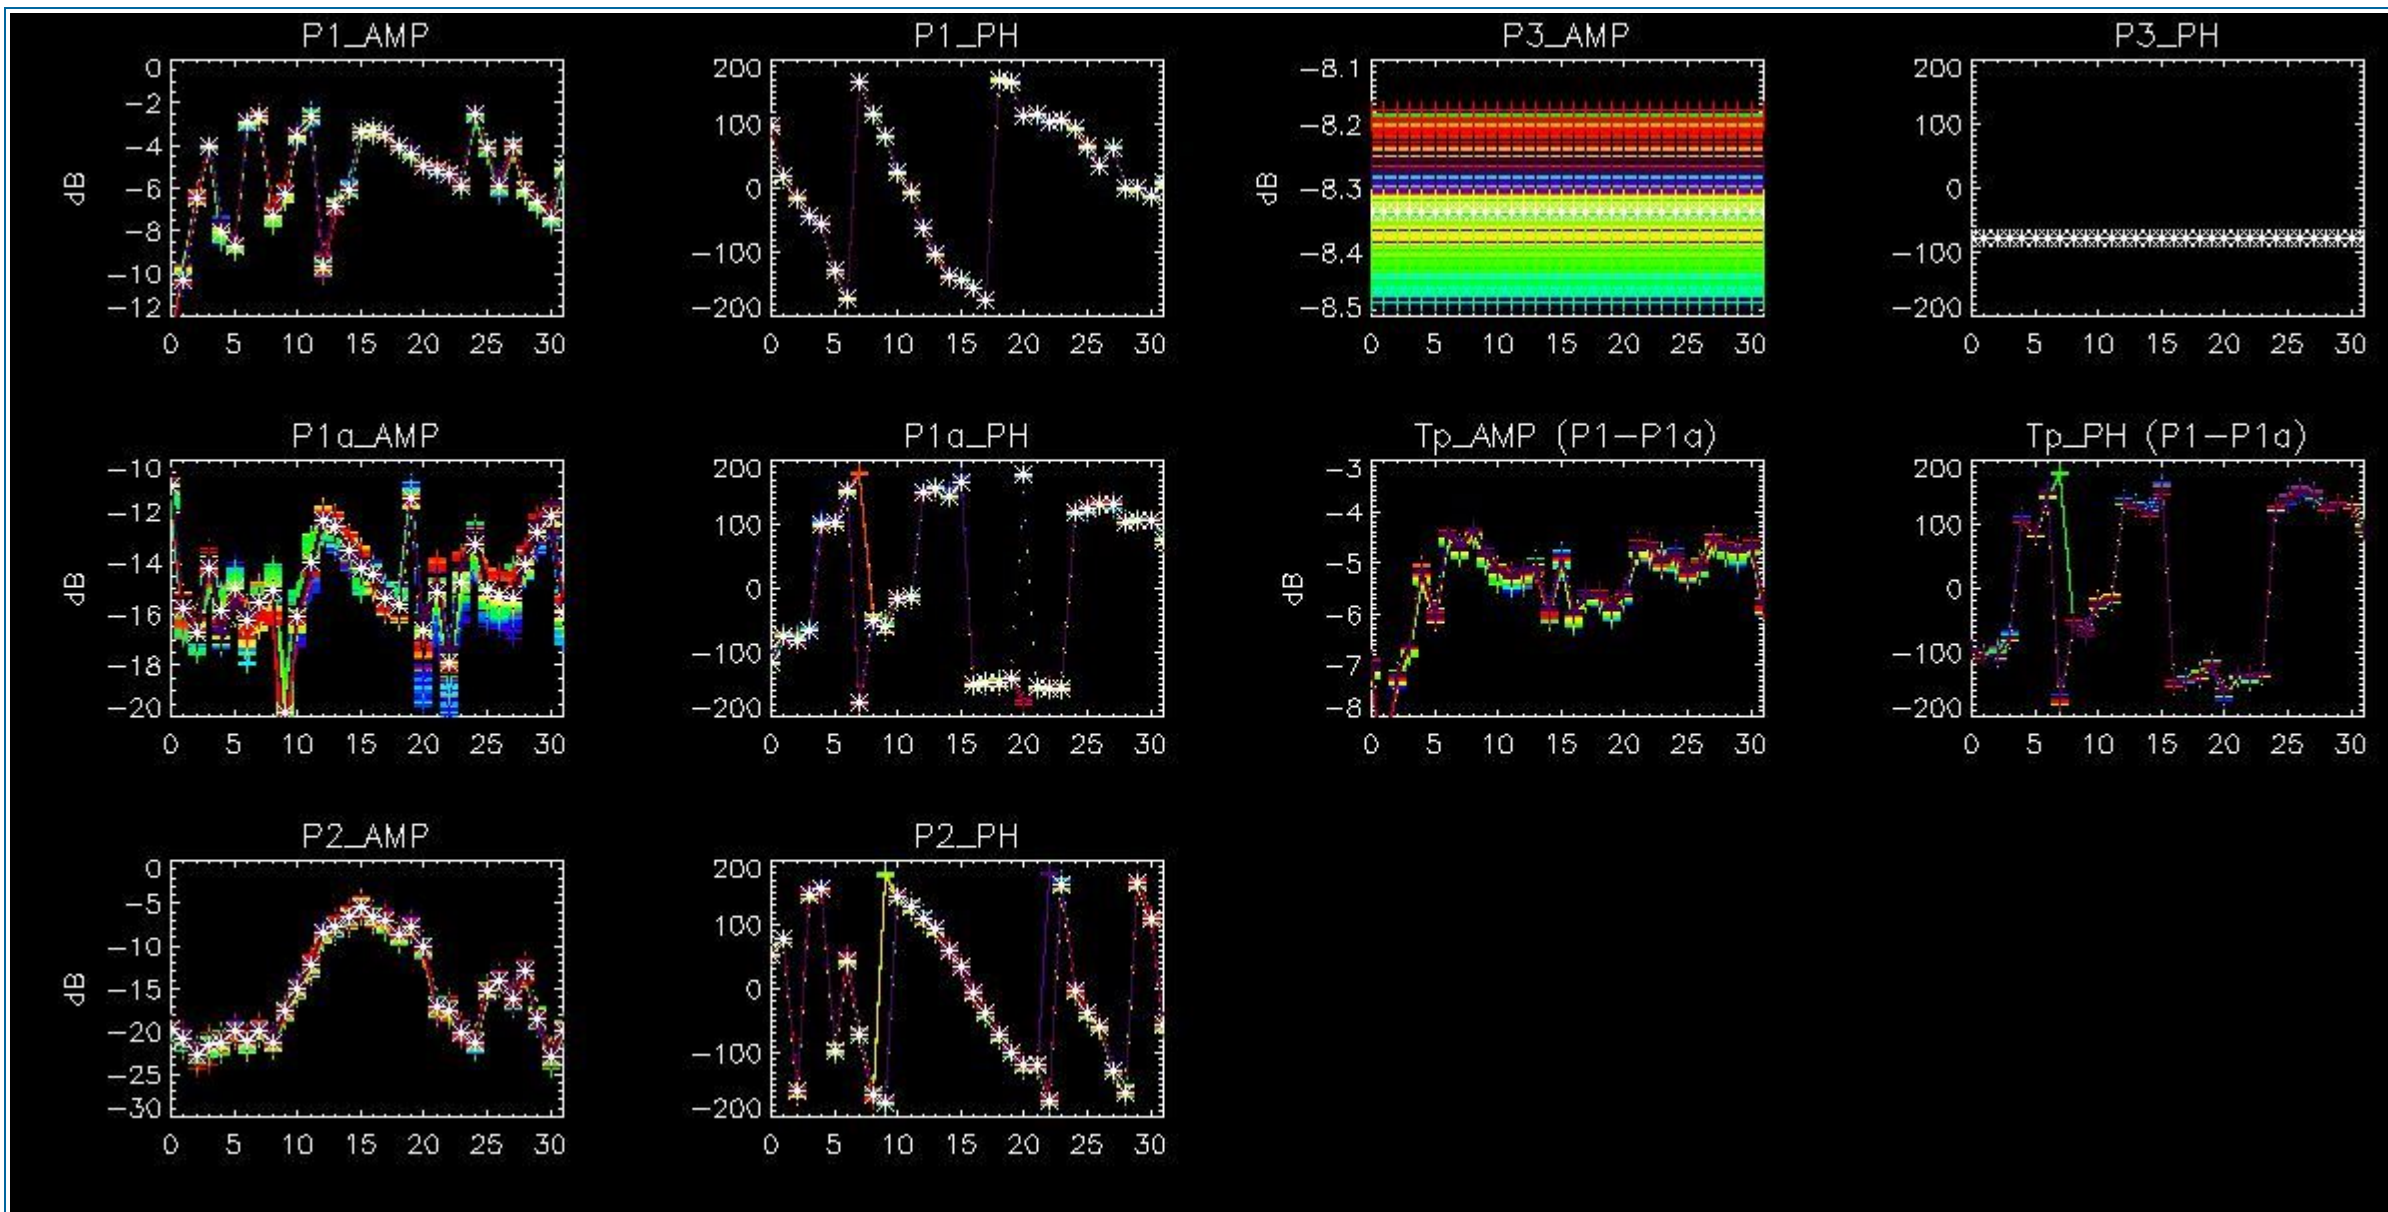 P1_AMP
0
−2
−4
−6
−8
−10
−12
dB
0 5 10 15 20 25 30
P1_PH
200
100
0
−100
−200
0 5 10 15 20 25 30
P3_AMP
−8.1
−8.2
−8.3
−8.4
−8.5
dB
0 5 10 15 20 25 30
P3_PH
200
100
0
−100
−200
0 5 10 15 20 25 30
P1a_AMP
−10
−12
−14
−16
−18
−20
dB
0 5 10 15 20 25 30
P1a_PH
200
100
0
−100
−200
0 5 10 15 20 25 30
Tp_AMP (P1−P1a)
−3
−4
−5
−6
−7
−8
dB
0 5 10 15 20 25 30
Tp_PH (P1−P1a)
200
100
0
−100
−200
0 5 10 15 20 25 30
P2_AMP
0
−5
−10
−15
−20
−25
−30
dB
0 5 10 15 20 25 30
P2_PH
200
100
0
−100
−200
0 5 10 15 20 25 30